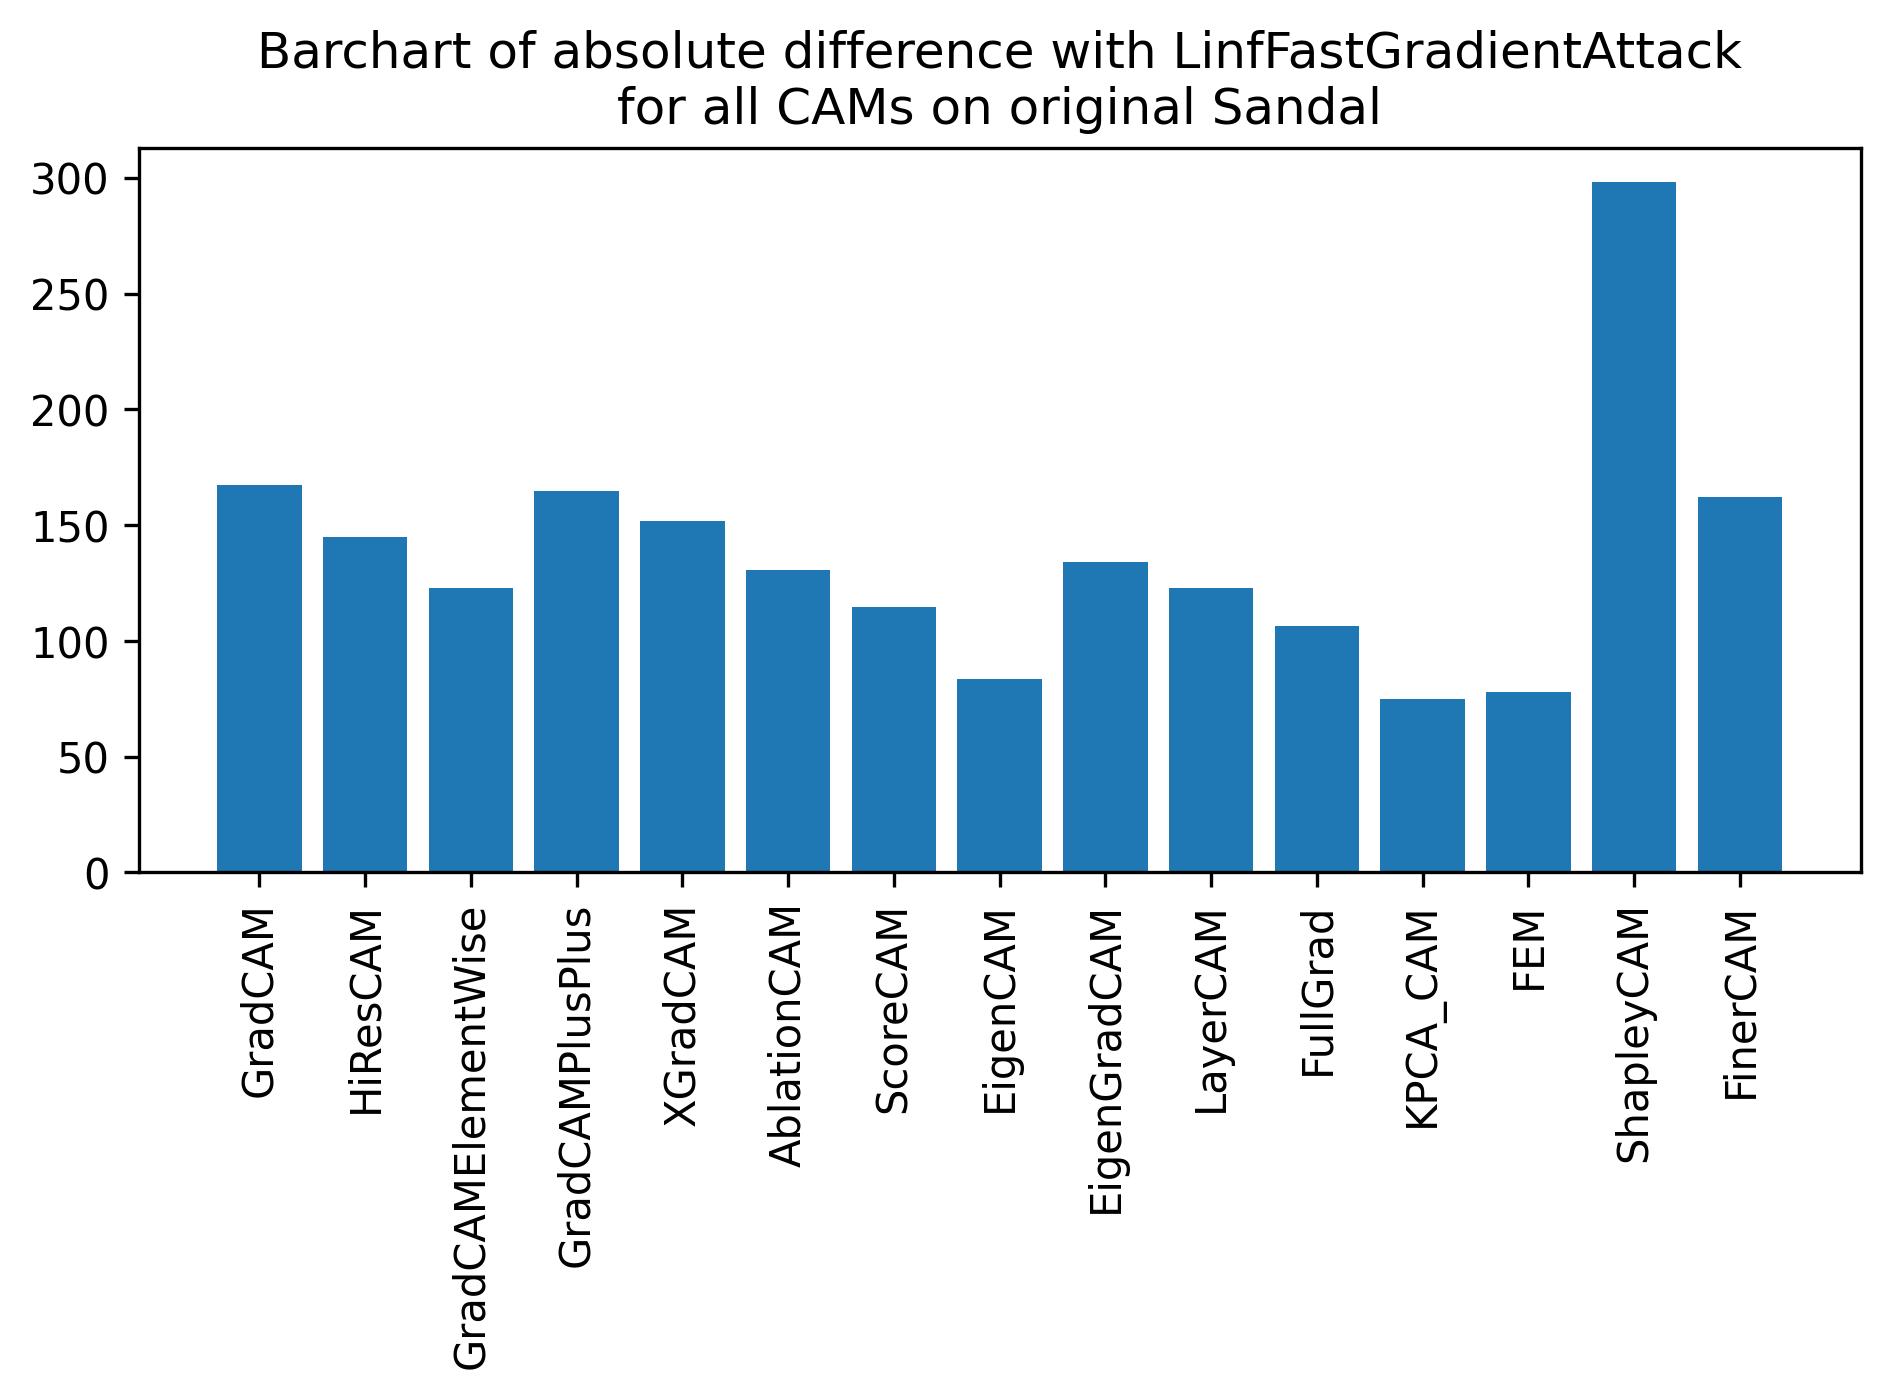 Barchart of absolute difference with LinfFastGradientAttack
for all CAMs on original Sandal
300
250
200
150
100
50
0
GradCAM
HiResCAM
GradCAMElementWise
GradCAMPlusPlus
XGradCAM
AblationCAM
ScoreCAM
EigenCAM
EigenGradCAM
LayerCAM
FullGrad
KPCA_CAM
FEM
ShapleyCAM
FinerCAM